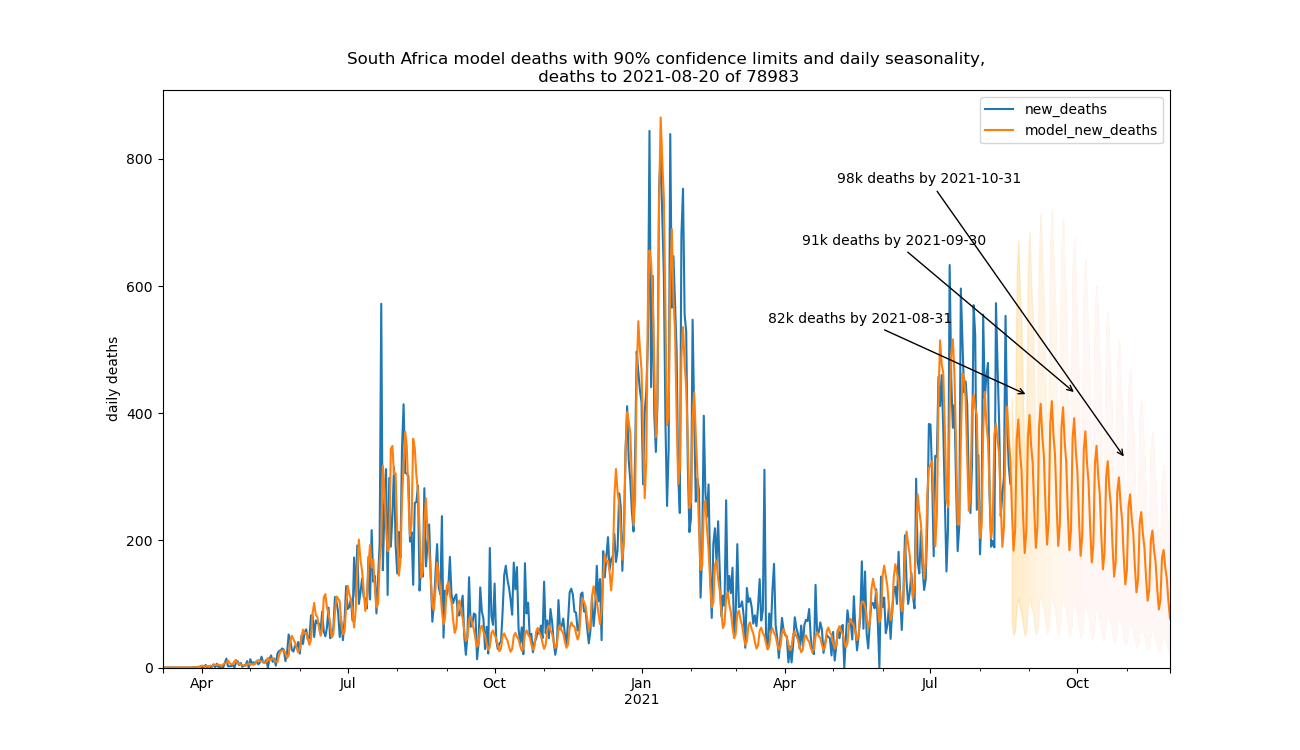 South Africa model deaths with 90% confidence limits and daily seasonality,
deaths to 2021-08-20 of 78983
new_deaths
model_new_deaths
98k deaths by 2021-10-31
91k deaths by 2021-09-30
82k deaths by 2021-08-31
daily deaths
800
600
400
200
0
Apr Jul Oct Jan Apr Jul Oct
2021